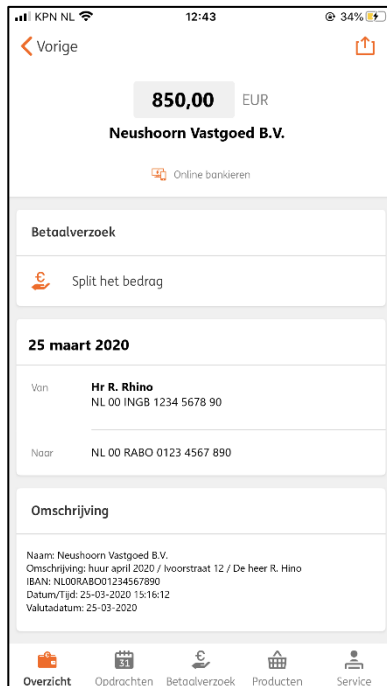 KPN NL 12:43 34%
Vorige
850,00 EUR
Neushoorn Vastgoed B.V.
Online bankieren
Betaalverzoek
Split het bedrag
25 maart 2020
Van Hr R. Rhino
NL 00 INGB 1234 5678 90
Naar NL 00 RABO 0123 4567 890
Omschrijving
Naam: Neushoorn Vastgoed B.V.
Omschrijving: huur april 2020 / Ivoorstraat 12 / De heer R. Hino
IBAN: NL00RABO01234567890
Datum/Tijd: 25-03-2020 15:16:12
Valutadatum: 25-03-2020
31
Overzicht Opdrachten Betaalverzoek Producten Service